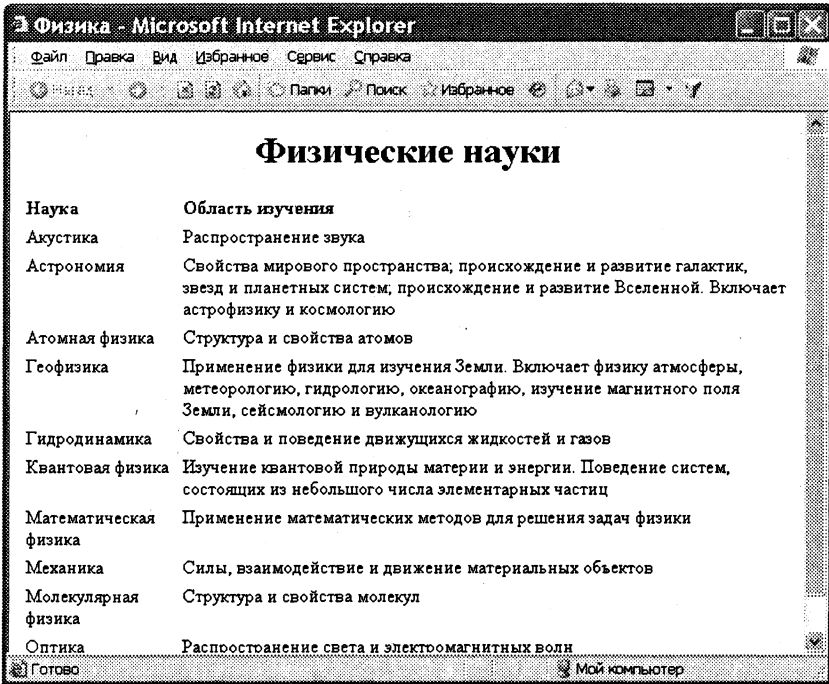 Физика - Microsoft Internet Explorer
Файл Правка Вид Избранное Сервис Справка
Назад Папки Поиск Избранное
Физические науки
Наука Область изучения
Акустика Распространение звука
Астрономия Свойства мирового пространства; происхождение и развитие галактик,
звезд и планетных систем; происхождение и развитие Вселенной. Включает
астрофизику и космологию
Атомная физика Структура и свойства атомов
Геофизика Применение физики для изучения Земли. Включает физику атмосферы,
метеорологию, гидрологию, океанографию, изучение магнитного поля
Земли, сейсмологию и вулканологию
Гидродинамика Свойства и поведение движущихся жидкостей и газов
Квантовая физика Изучение квантовой природы материи и энергии. Поведение систем,
состоящих из небольшого числа элементарных частиц
Математическая Применение математических методов для решения задач физики
физика
Механика Силы, взаимодействие и движение материальных объектов
Молекулярная Структура и свойства молекул
физика
Оптика Распространение света и электромагнитных волн
Готово Мой компьютер